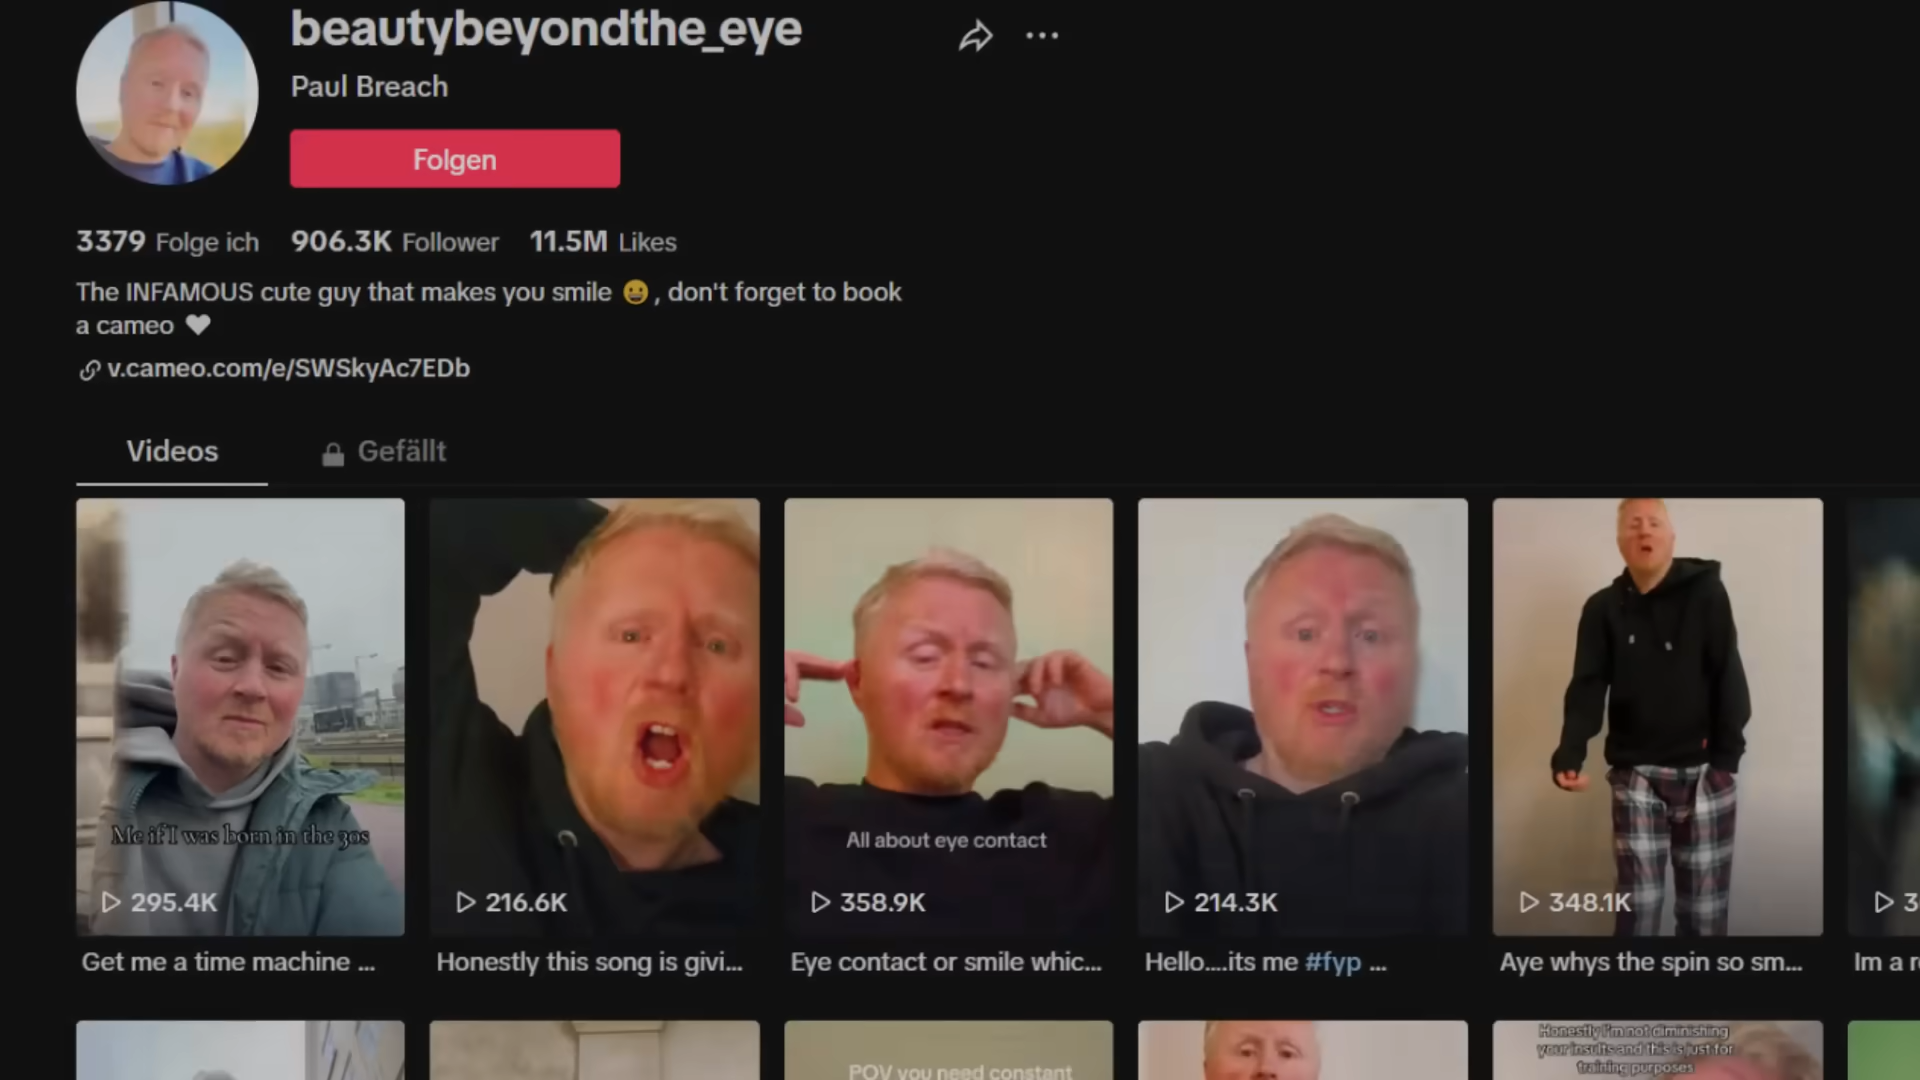 beautybeyondthe_eye
Paul Breach
Folgen
3379 Folge ich 906.3K Follower 11.5M Likes
The INFAMOUS cute guy that makes you smile 😀, don't forget to book
a cameo 🤍
v.cameo.com/e/SWSkyAc7EDb
Videos Gefällt
Me if I was born in the 30s
All about eye contact
295.4K 216.6K 358.9K 214.3K 348.1K 3
Get me a time machine ... Honestly this song is givi... Eye contact or smile whic... Hello....its me #fyp ... Aye whys the spin so sm... Im a r
Honestly I'm not diminishing
your insults and this is just for
training purposes
POV you need constant